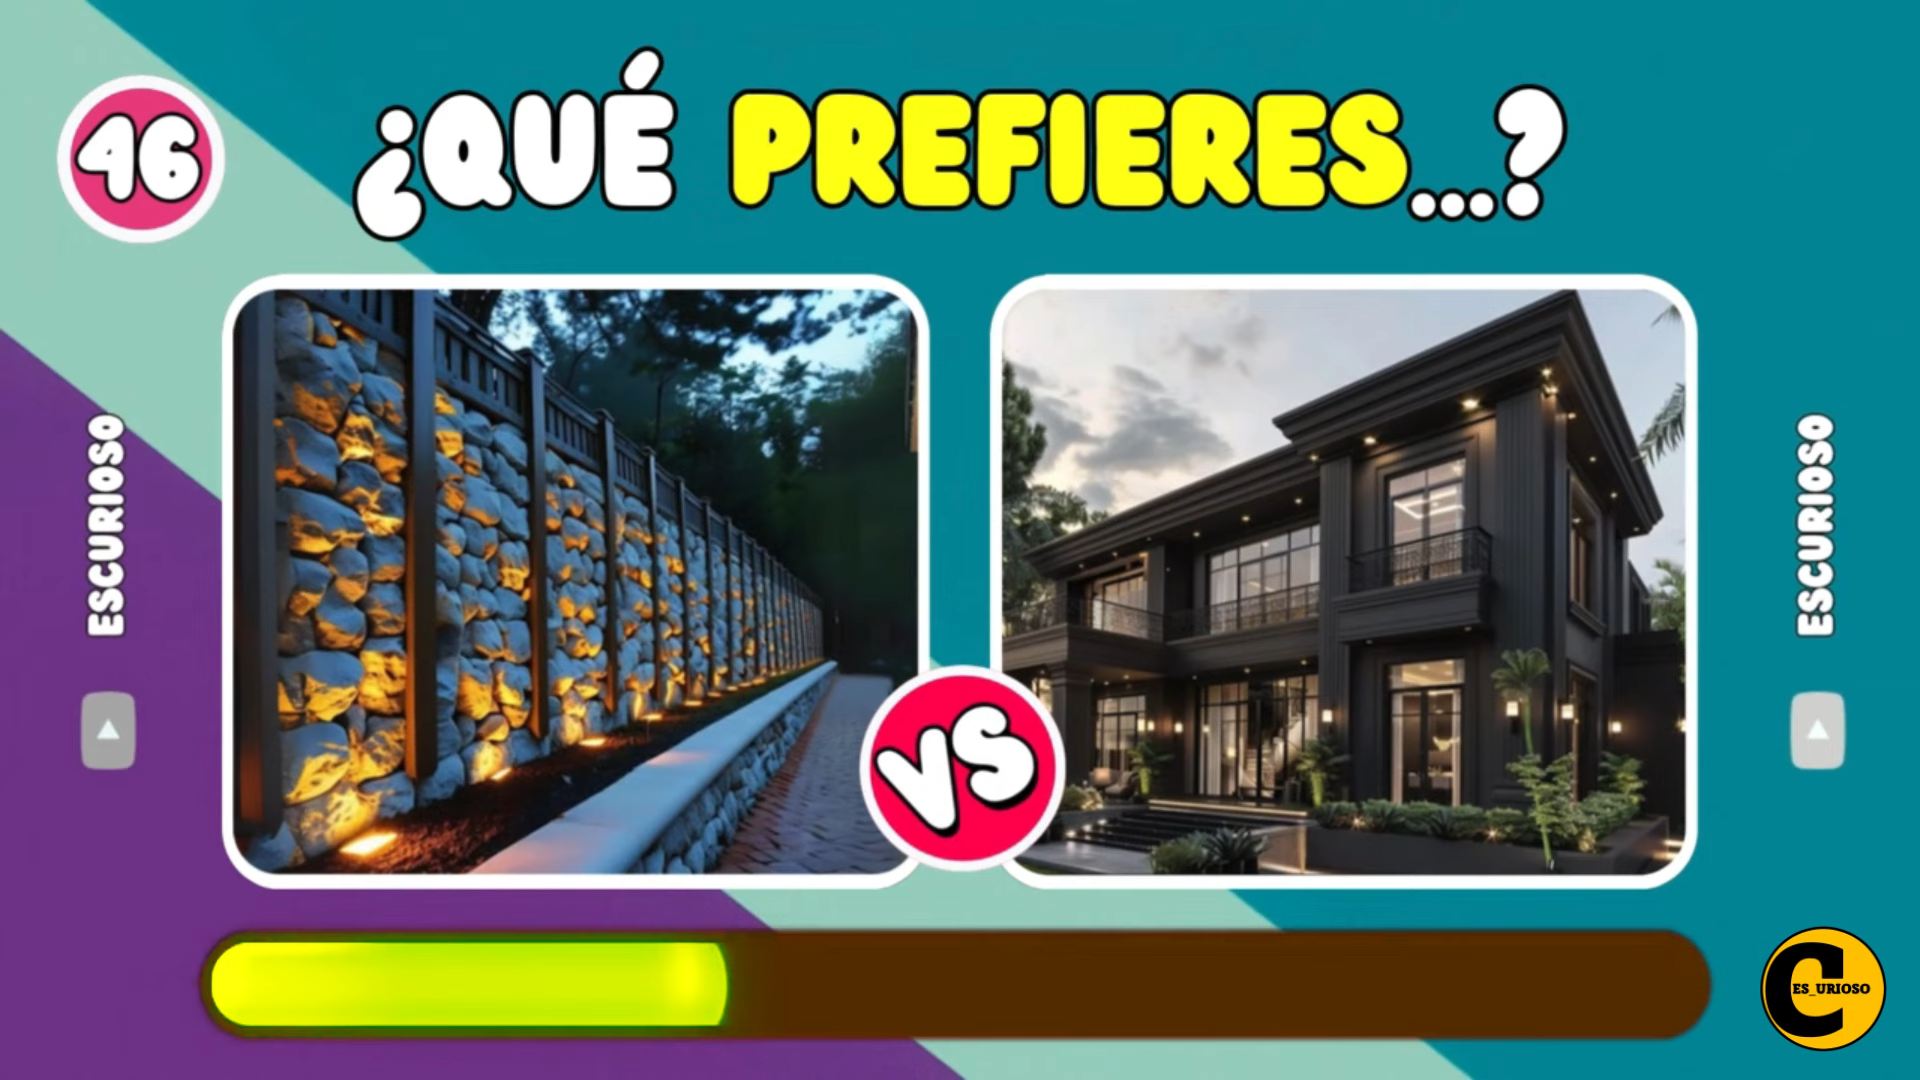 46
¿QUÉ PREFIERES...?
ESCURIOSO
ESCURIOSO
VS
C
ES_URIOSO